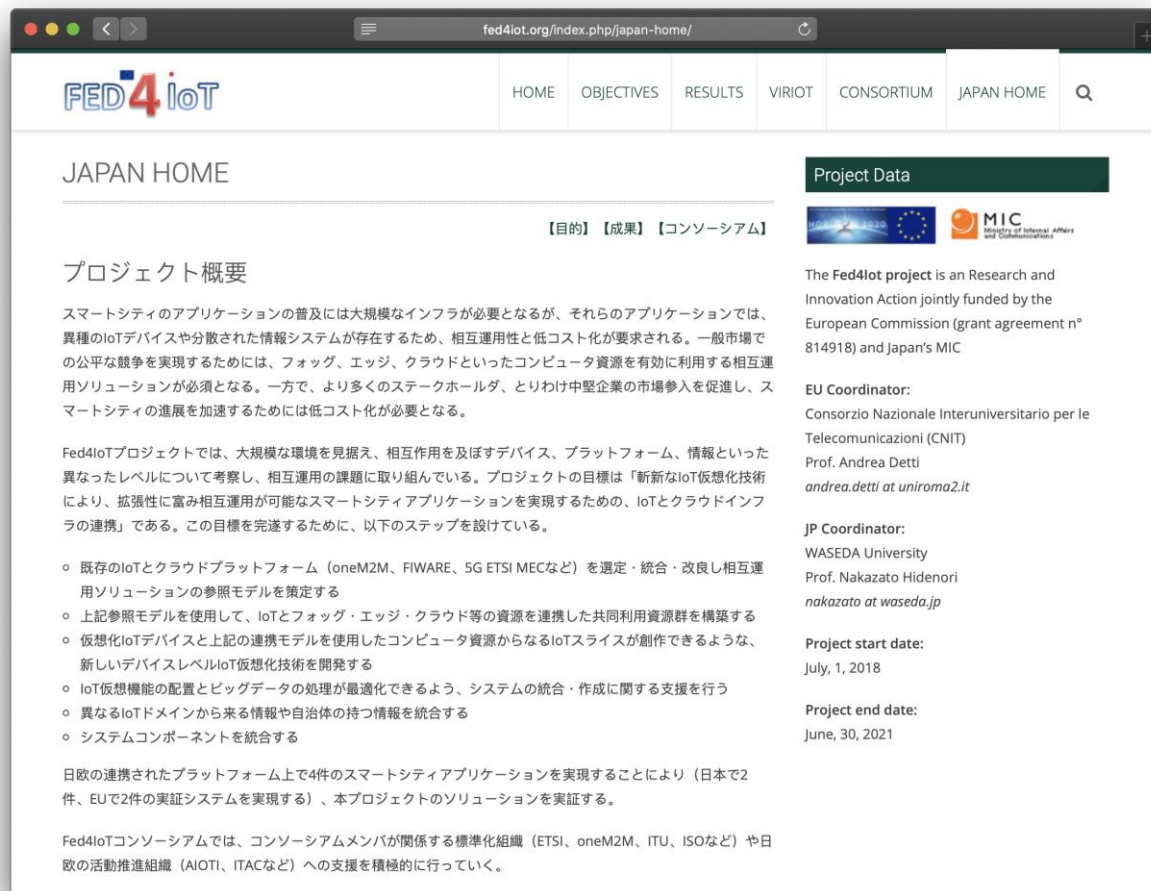 fed4iot.org/index.php/japan-home/
FED4IoT
HOME OBJECTIVES RESULTS VIRIOT CONSORTIUM JAPAN HOME
JAPAN HOME
【目的】【成果】【コンソーシアム】
プロジェクト概要
スマートシティのアプリケーションの普及には大規模なインフラが必要となるが、それらのアプリケーションでは、
異種のIoTデバイスや分散された情報システムが存在するため、相互運用性と低コスト化が要求される。一般市場で
の公平な競争を実現するためには、フォッグ、エッジ、クラウドといったコンピュータ資源を有効に利用する相互運
用ソリューションが必須となる。一方で、より多くのステークホールダ、とりわけ中堅企業の市場参入を促進し、ス
マートシティの進展を加速するためには低コスト化が必要となる。
Fed4IoTプロジェクトでは、大規模な環境を見据え、相互作用を及ぼすデバイス、プラットフォーム、情報といった
異なったレベルについて考察し、相互運用の課題に取り組んでいる。プロジェクトの目標は「斬新なIoT仮想化技術
により、拡張性に富み相互運用が可能なスマートシティアプリケーションを実現するための、IoTとクラウドインフ
ラの連携」である。この目標を完遂するために、以下のステップを設けている。
既存のIoTとクラウドプラットフォーム（oneM2M、FIWARE、5G ETSI MECなど）を選定・統合・改良し相互運
用ソリューションの参照モデルを策定する
上記参照モデルを使用して、IoTとフォッグ・エッジ・クラウド等の資源を連携した共同利用資源群を構築する
仮想化IoTデバイスと上記の連携モデルを使用したコンピュータ資源からなるIoTスライスが創作できるような、
新しいデバイスレベルIoT仮想化技術を開発する
IoT仮想機能の配置とビッグデータの処理が最適化できるよう、システムの統合・作成に関する支援を行う
異なるIoTドメインから来る情報や自治体の持つ情報を統合する
システムコンポーネントを統合する
日欧の連携されたプラットフォーム上で4件のスマートシティアプリケーションを実現することにより（日本で2
件、EUで2件の実証システムを実現する）、本プロジェクトのソリューションを実証する。
Fed4IoTコンソーシアムでは、コンソーシアムメンバが関係する標準化組織（ETSI、oneM2M、ITU、ISOなど）や日
欧の活動推進組織（AIOTI、ITACなど）への支援を積極的に行っていく。
Project Data
HORIZON 2020
MIC
Ministry of Internal Affairs
and Communications
The Fed4Iot project is an Research and
Innovation Action jointly funded by the
European Commission (grant agreement n°
814918) and Japan's MIC
EU Coordinator:
Consorzio Nazionale Interuniversitario per le
Telecomunicazioni (CNIT)
Prof. Andrea Detti
andrea.detti at uniroma2.it
JP Coordinator:
WASEDA University
Prof. Nakazato Hidenori
nakazato at waseda.jp
Project start date:
July, 1, 2018
Project end date:
June, 30, 2021